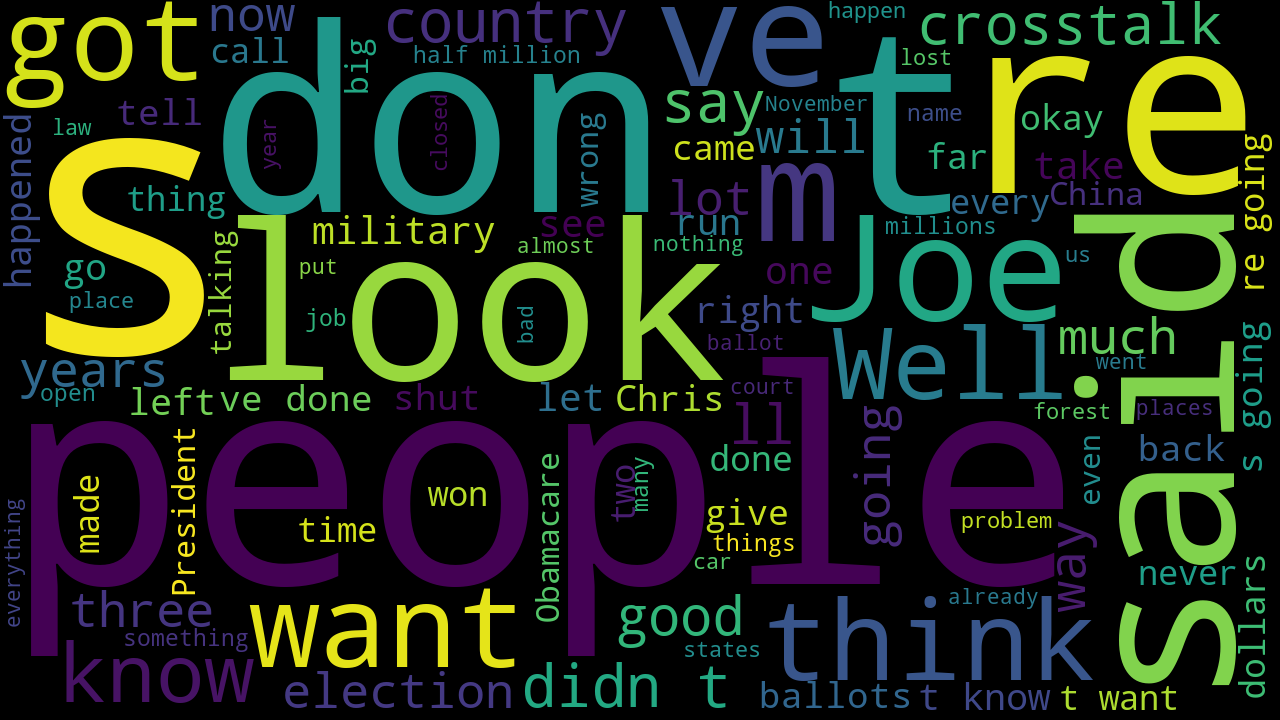 got
now
country
ve
happen
crosstalk
call
big
half million
lost
don
t
re
tell
law
year
closed
wrong
say
November
name
okay
came
will
far
take
happened
S
thing
military
see
lot
m
every
China
re going
look
talking
almost
nothing
run
millions
us
go
put
one
Joe
said
place
job
bad
right
years
ballot
Well
much
went
open
left
ve done
shut
let
Chris
court
forest
places
s going
people
ll
President
made
won
time
Obamacare
two
many
done
going
even
back
give
things
problem
car
everything
way
never
dollars
three
something
want
good
states
think
already
know
election
didn t
ballots
t know
t want